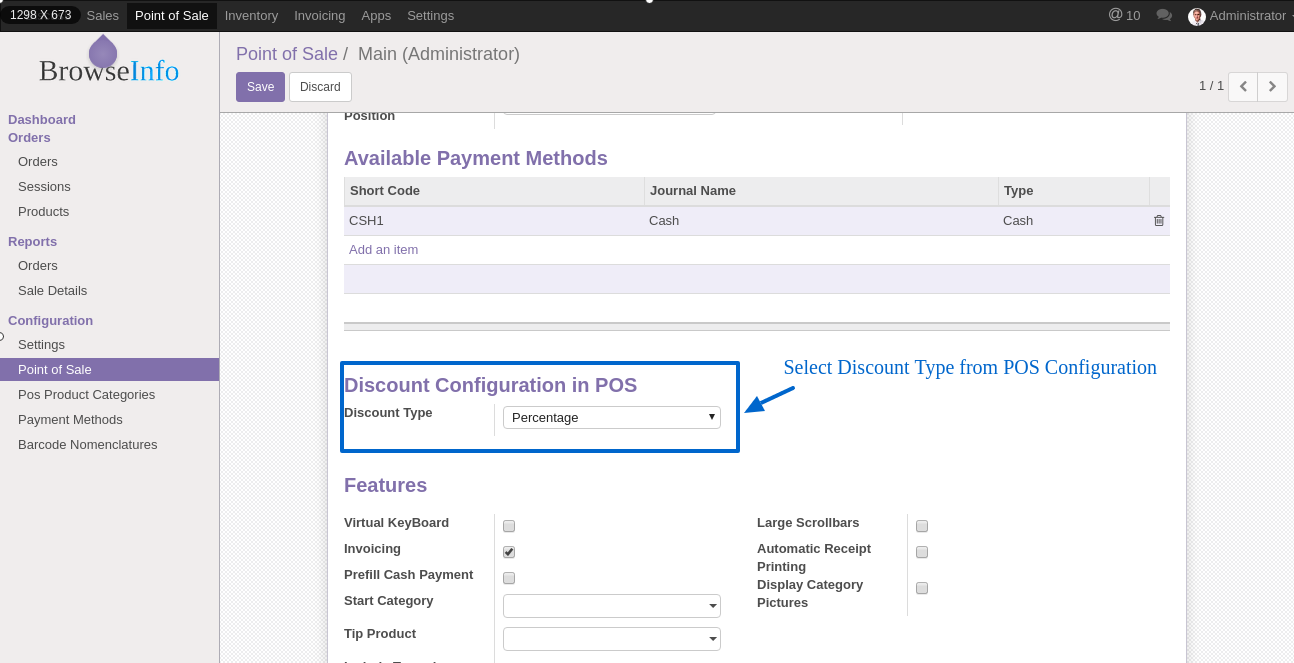 1298 X 673
Sales Point of Sale Inventory Invoicing Apps Settings
@ 10 Administrator
BrowseInfo
Point of Sale / Main (Administrator)
Save Discard
1 / 1
Dashboard
Orders
Orders
Sessions
Products
Reports
Orders
Sale Details
Configuration
Settings
Point of Sale
Pos Product Categories
Payment Methods
Barcode Nomenclatures
Position
Available Payment Methods
Short Code Journal Name Type
CSH1 Cash Cash
Add an item
Select Discount Type from POS Configuration
Discount Configuration in POS
Discount Type Percentage
Features
Virtual KeyBoard
Invoicing
Prefill Cash Payment
Start Category
Tip Product
Large Scrollbars
Automatic Receipt
Printing
Display Category
Pictures